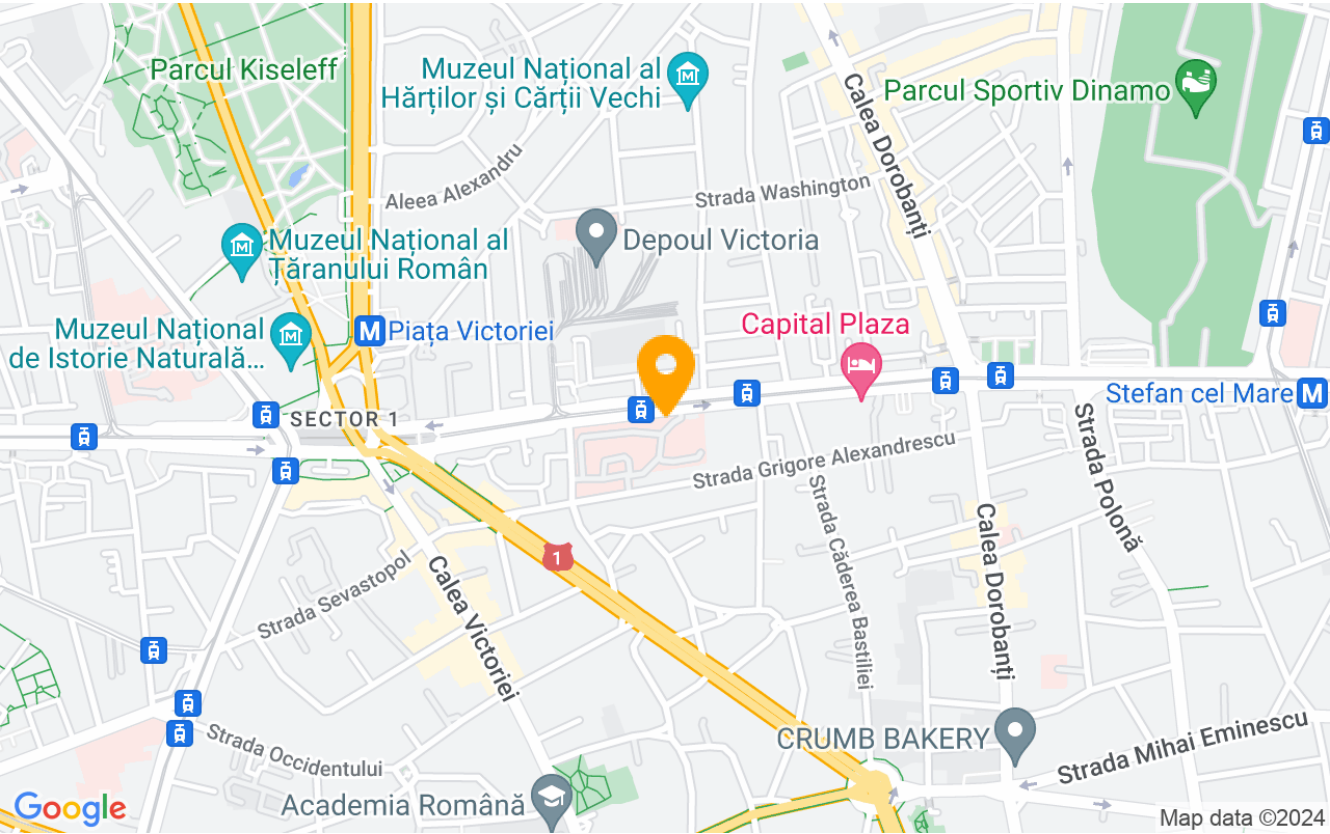 Parcul Kiseleff
Muzeul Național al
Hărților și Cărții Vechi
Calea Dorobanți
Parcul Sportiv Dinamo
Aleea Alexandru
Strada Washington
Muzeul Național al
Țăranului Român
Depoul Victoria
Muzeul Național
de Istorie Naturală...
M
Piața Victoriei
Capital Plaza
Stefan cel Mare
M
SECTOR 1
Strada Grigore Alexandrescu
Strada Polonă
Strada Căderea Bastiliei
Calea Dorobanți
1
Strada Sevastopol
Calea Victoriei
CRUMB BAKERY
Strada Mihai Eminescu
Strada Occidentului
Academia Română
Google
Map data ©2024